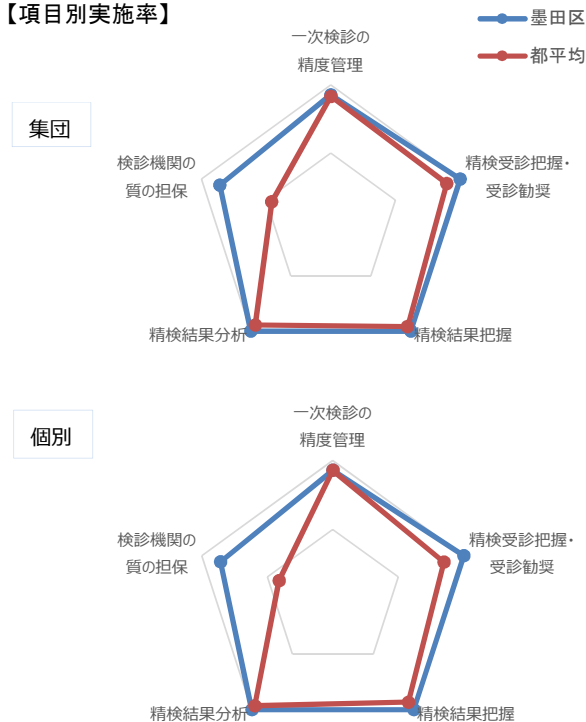 【項目別実施率】
墨田区
都平均
集団
一次検診の
精度管理
精検受診把握・
受診勧奨
精検結果把握
精検結果分析
検診機関の
質の担保
個別
一次検診の
精度管理
精検受診把握・
受診勧奨
精検結果把握
精検結果分析
検診機関の
質の担保